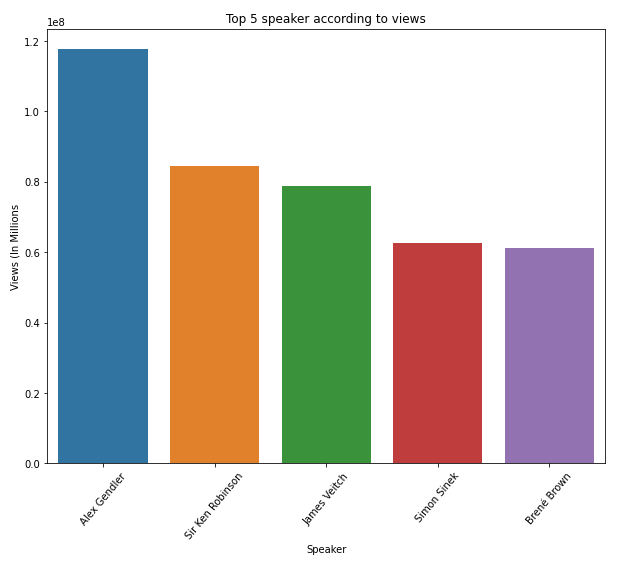 Top 5 speaker according to views
1e8
1.2
1.0
0.8
0.6
0.4
0.2
0.0
Views (In Millions
Alex Gendler
Sir Ken Robinson
James Veitch
Simon Sinek
Brené Brown
Speaker